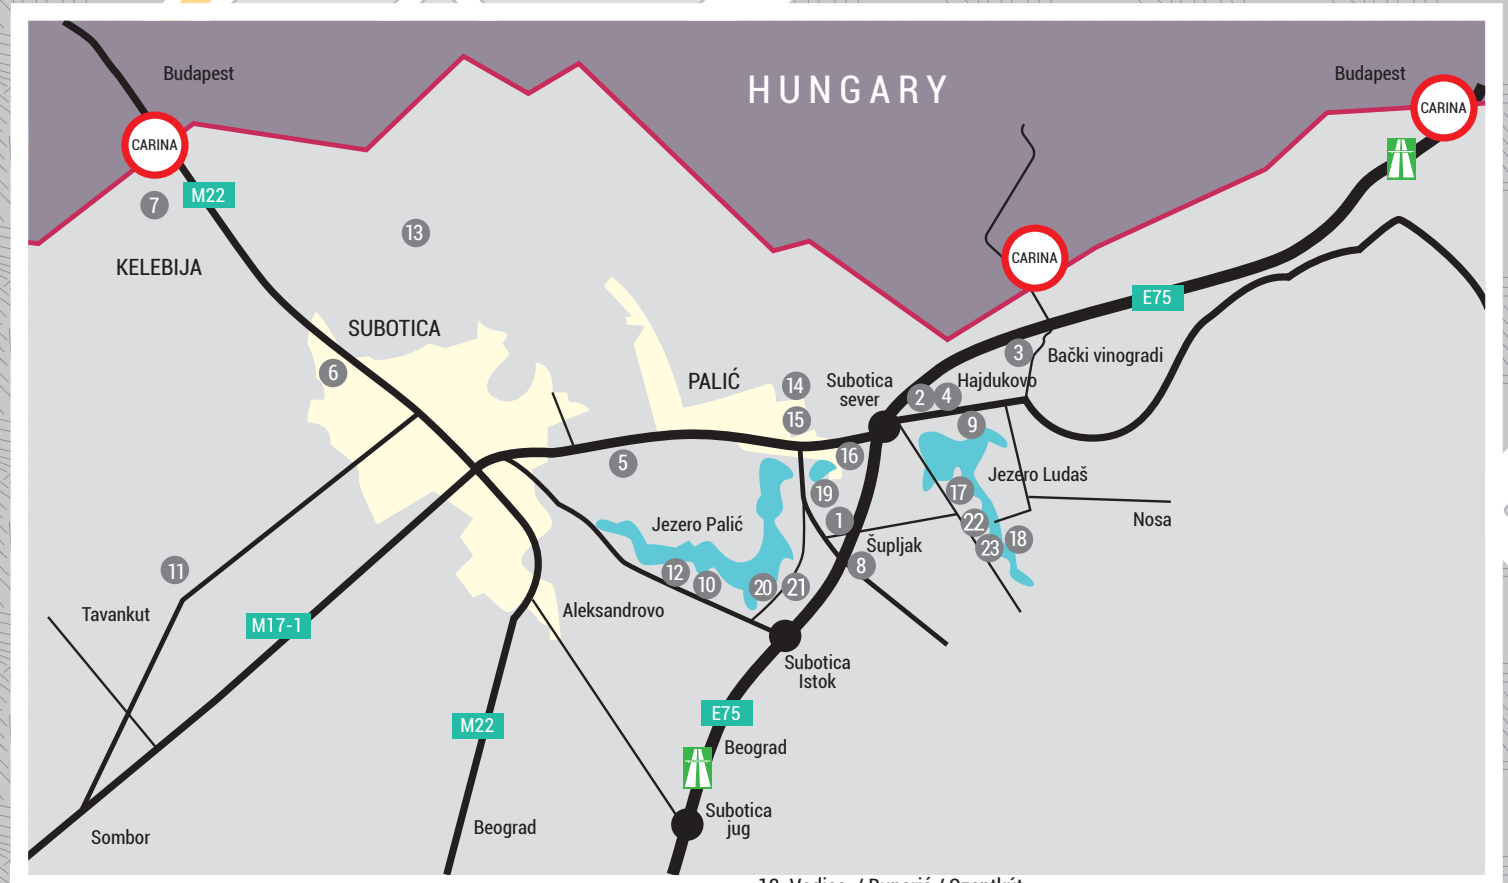 Budapest
HUNGARY
Budapest
CARINA
CARINA
M22
7
13
CARINA
KELEBIJA
E75
SUBOTICA
3
Bački vinogradi
6
PALIĆ
14
Subotica
sever
Hajdukovo
2
4
15
9
16
5
Jezero Ludaš
19
17
Jezero Palić
1
22
Nosa
Šupljak
23
18
8
11
12
10
20
21
Tavankut
Aleksandrovo
M17-1
Subotica
Istok
E75
M22
Beograd
Subotica
jug
Beograd
Sombor